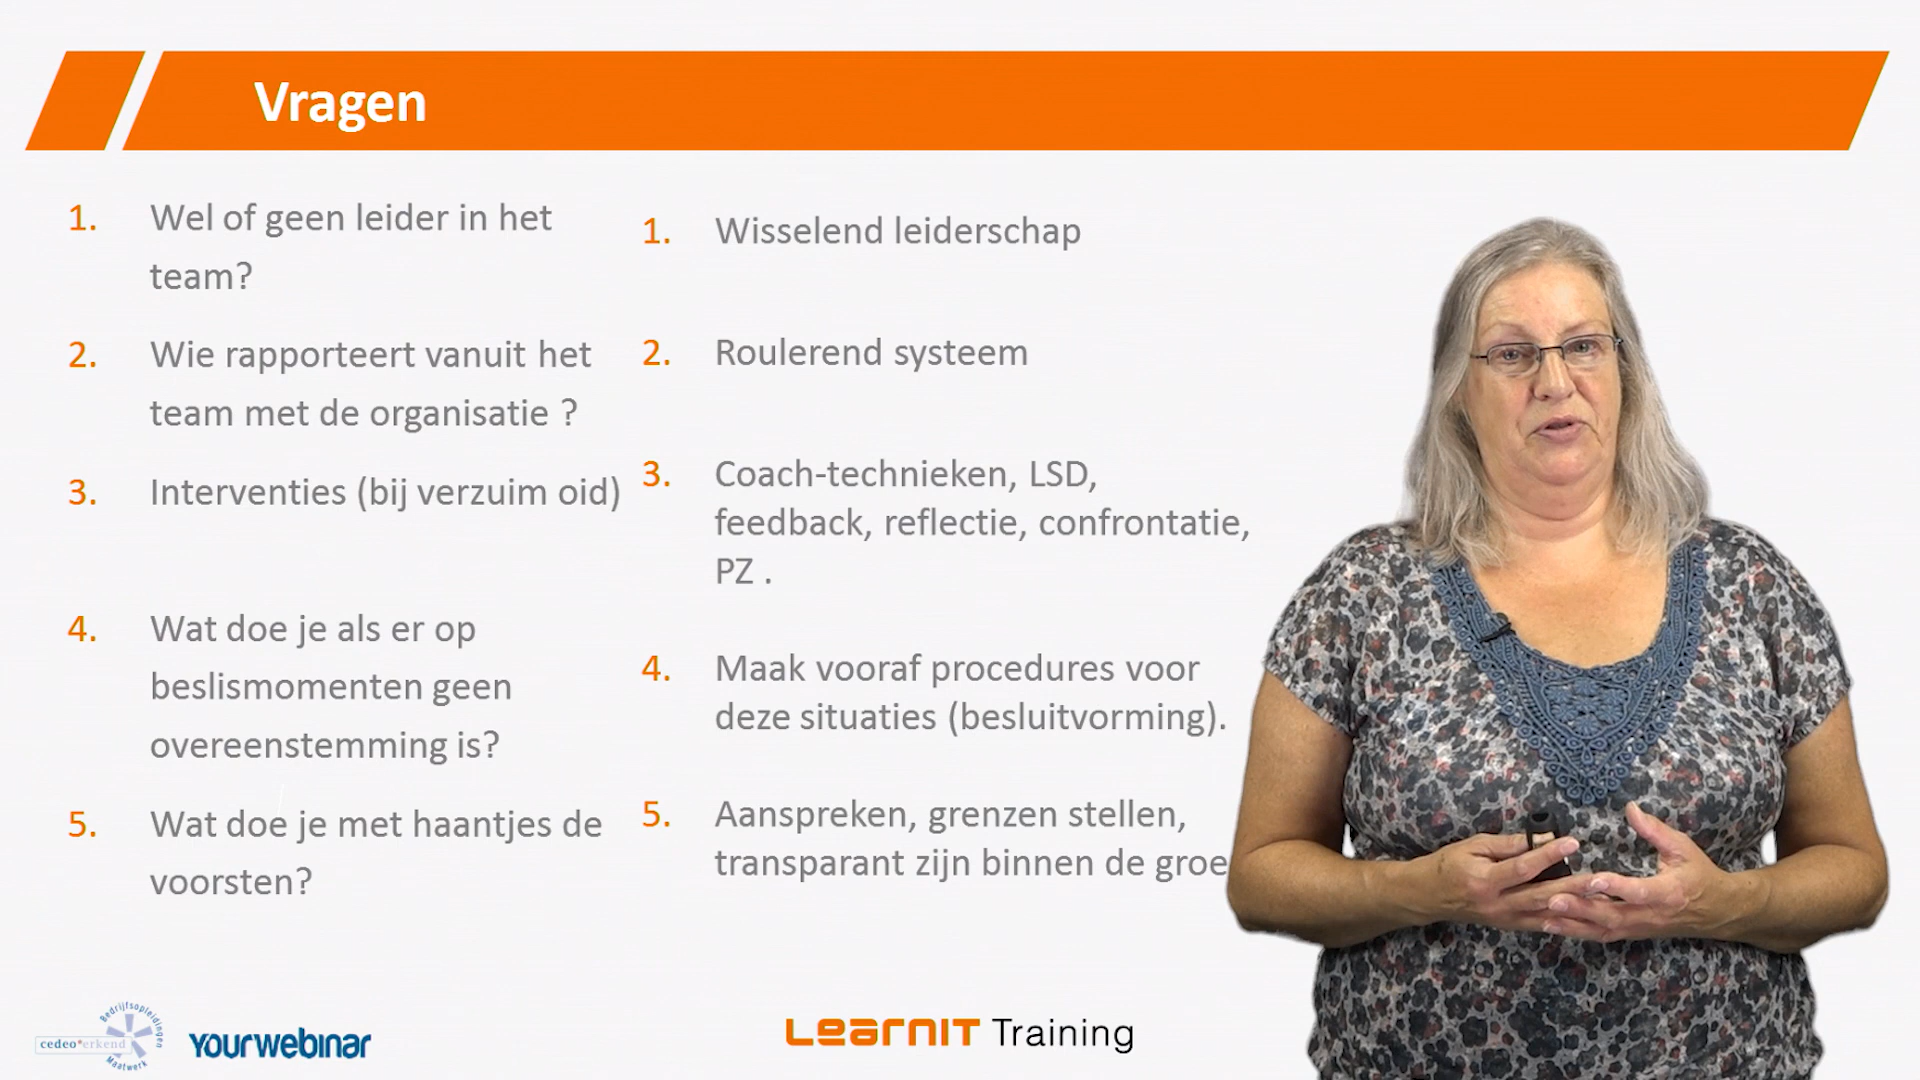 Vragen
1. Wel of geen leider in het
team?
2. Wie rapporteert vanuit het
team met de organisatie ?
3. Interventies (bij verzuim oid)
4. Wat doe je als er op
beslismomenten geen
overeenstemming is?
5. Wat doe je met haantjes de
voorsten?
1. Wisselend leiderschap
2. Roulerend systeem
3. Coach-technieken, LSD,
feedback, reflectie, confrontatie,
PZ .
4. Maak vooraf procedures voor
deze situaties (besluitvorming).
5. Aanspreken, grenzen stellen,
transparant zijn binnen de groe
Bedrijfsopleidingen
cedeo*erkend
Maatwerk
Yourwebinar
Learnit Training